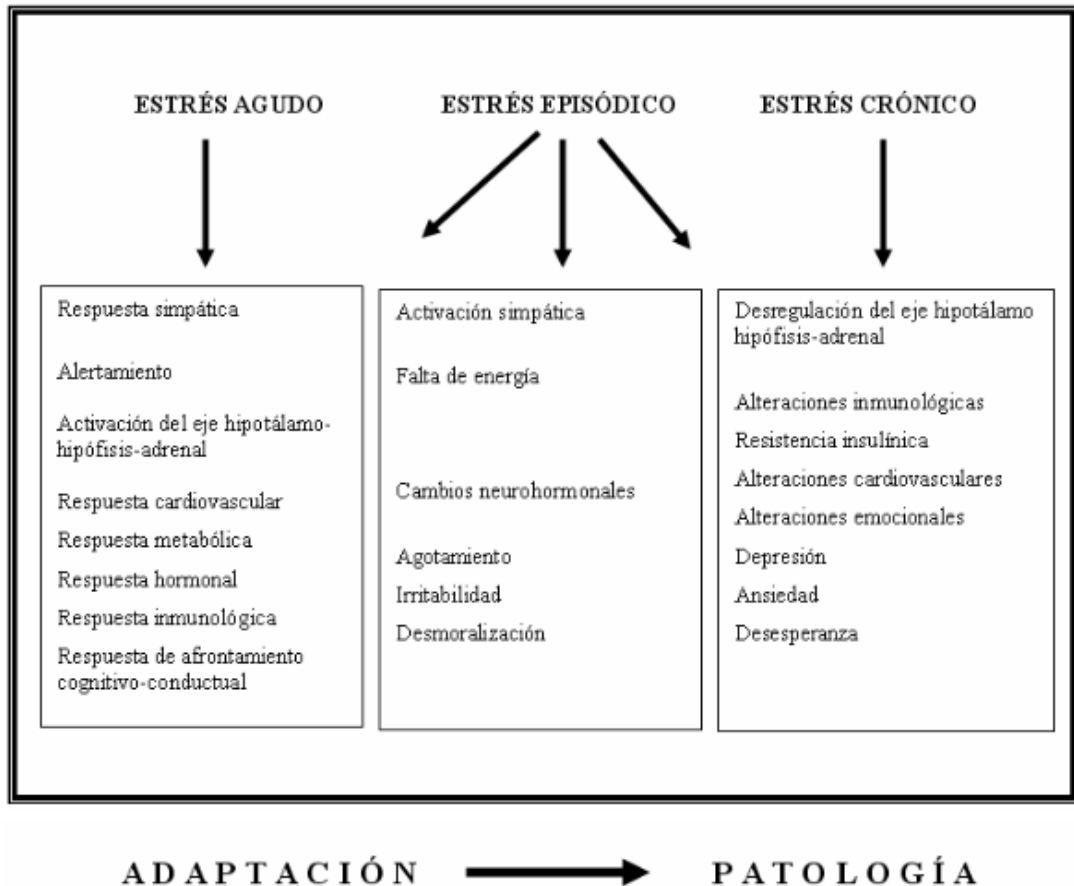 ESTRÉS AGUDO
ESTRÉS EPISÓDICO
ESTRÉS CRÓNICO
Respuesta simpática
Alertamiento
Activación del eje hipotálamo-
hipófisis-adrenal
Respuesta cardiovascular
Respuesta metabólica
Respuesta hormonal
Respuesta inmunológica
Respuesta de afrontamiento
cognitivo-conductual
Activación simpática
Falta de energía
Cambios neurohormonales
Agotamiento
Irritabilidad
Desmoralización
Desregulación del eje hipotálamo
hipófisis-adrenal
Alteraciones inmunológicas
Resistencia insulínica
Alteraciones cardiovasculares
Alteraciones emocionales
Depresión
Ansiedad
Desesperanza
ADAPTACIÓN
PATOLOGÍA